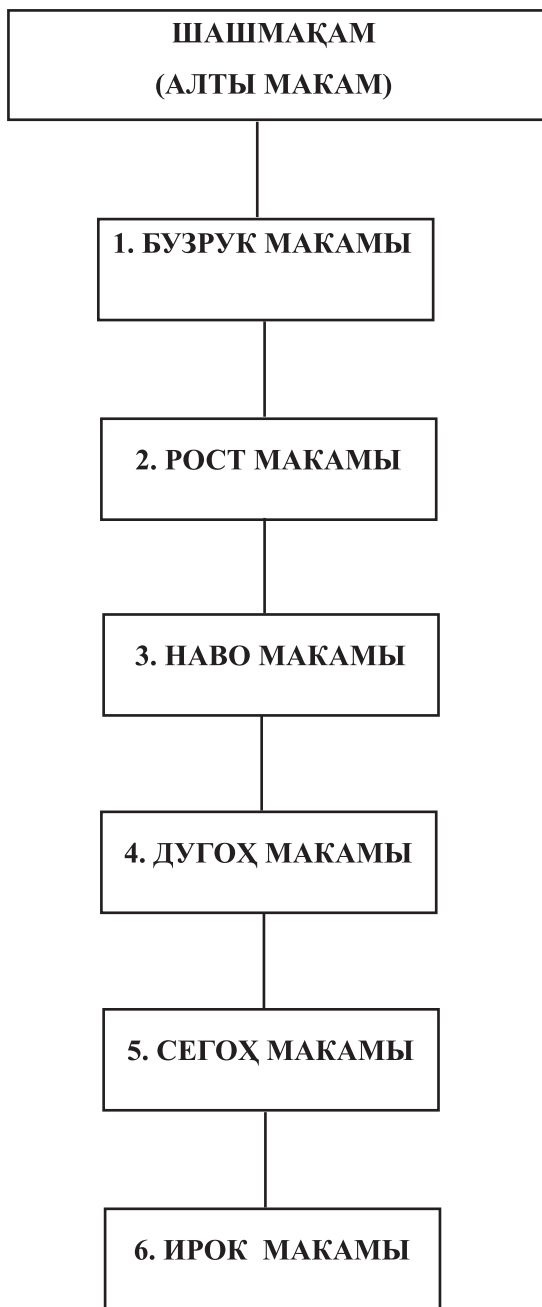 ШАШМАҚАМ
(АЛТЫ МАКАМ)
1. БУЗРУК МАКАМЫ
2. РОСТ МАКАМЫ
3. НАВО МАКАМЫ
4. ДУГОҲ МАКАМЫ
5. СЕГОҲ МАКАМЫ
6. ИРОК МАКАМЫ